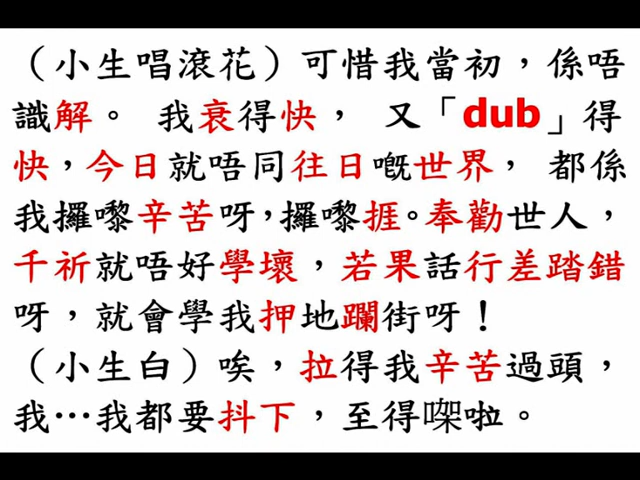 （小生唱滾花）可惜我當初，係唔
識解。 我衰得快， 又「dub」得
快，今日就唔同往日嘅世界， 都係
我攞嚟辛苦呀，攞嚟捱。奉勸世人，
千祈就唔好學壞，若果話行差踏錯
呀，就會學我押地躝街呀！
（小生白）唉，拉得我辛苦過頭，
我…我都要抖下，至得㗎啦。